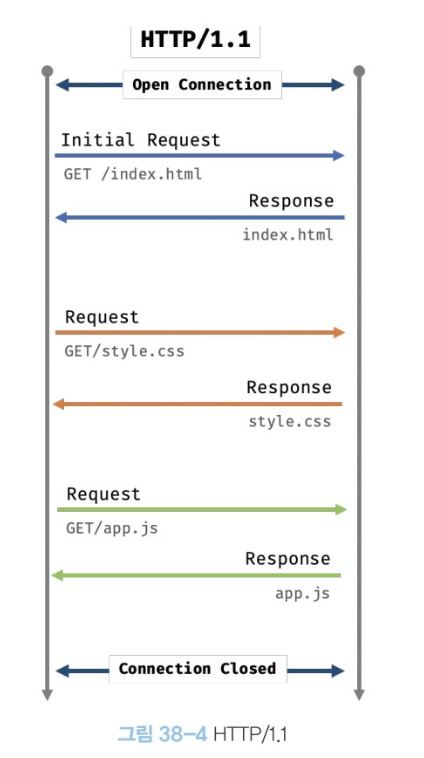 HTTP/1.1
Open Connection
Initial Request
GET /index.html
Response
index.html
Request
GET/style.css
Response
style.css
Request
GET/app.js
Response
app.js
Connection Closed
그림 38-4 HTTP/1.1